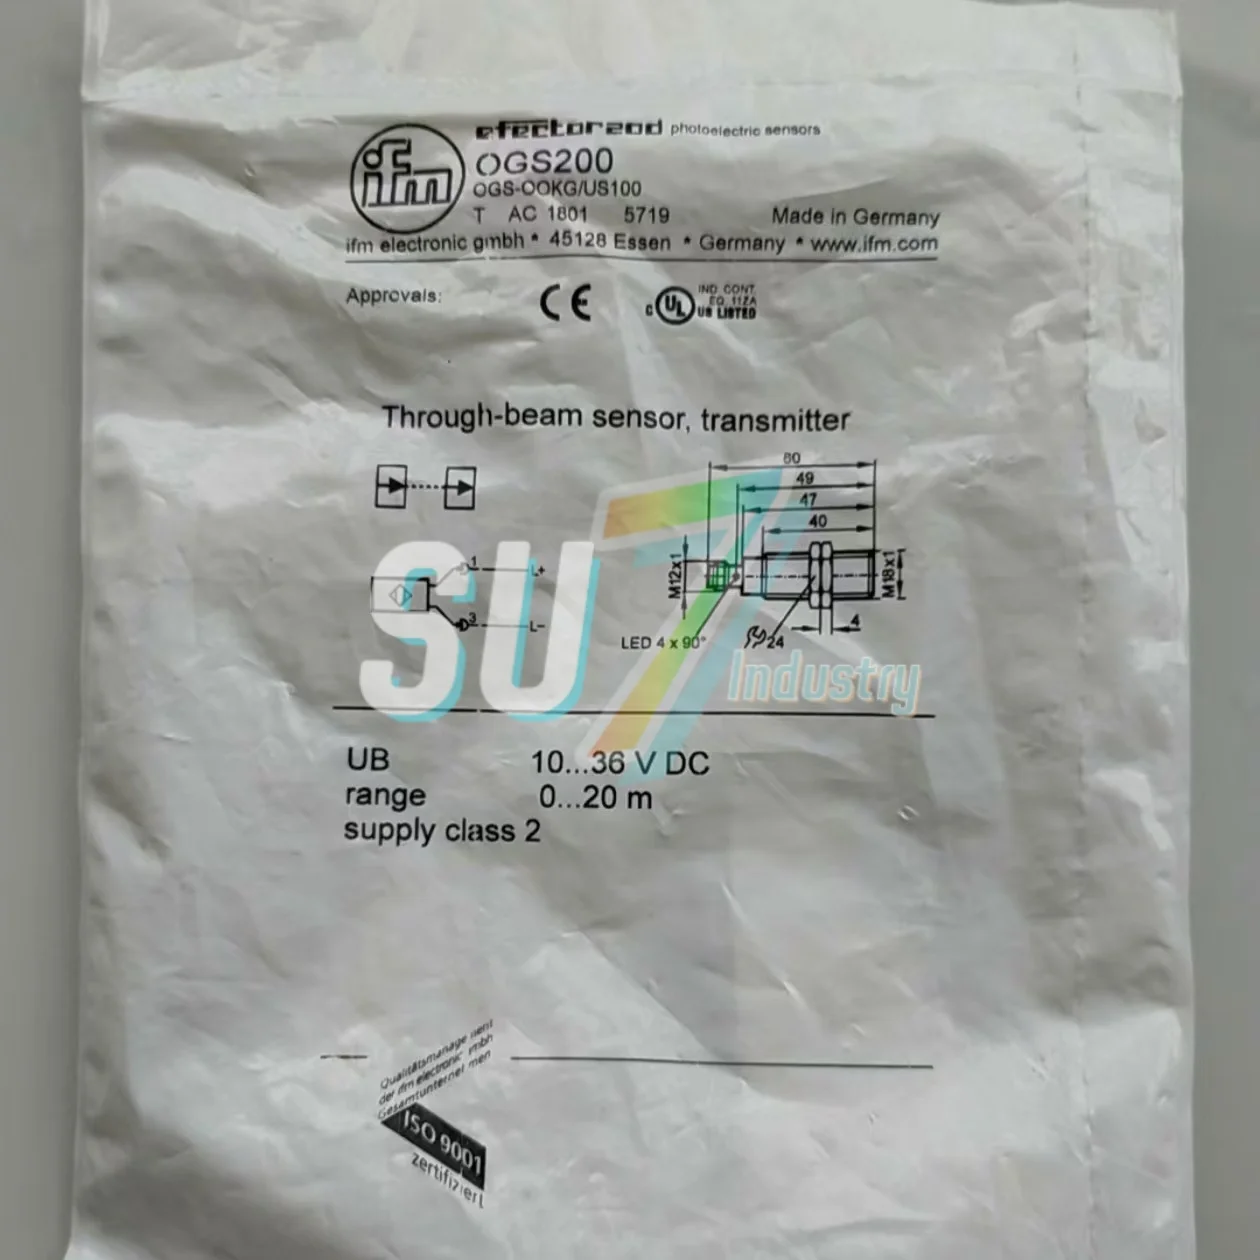 ifm
efector200 photoelectric sensors
OGS200
OGS-OOKG/US100
T AC 1801 5719 Made in Germany
ifm electronic gmbh * 45128 Essen * Germany * www.ifm.com
Approvals: CE c UL US LISTED
IND CONT
EQ 11ZA
Through-beam sensor, transmitter
60
49
47
40
M12x1
M18x1
1 L+
3 L-
4
LED 4 x 90°
24
SU7
Industry
UB 10...36 V DC
range 0...20 m
supply class 2
Qualitätsmanagement
der ifm electronic gmbh
Gesamtunternehmen
ISO 9001
zertifiziert